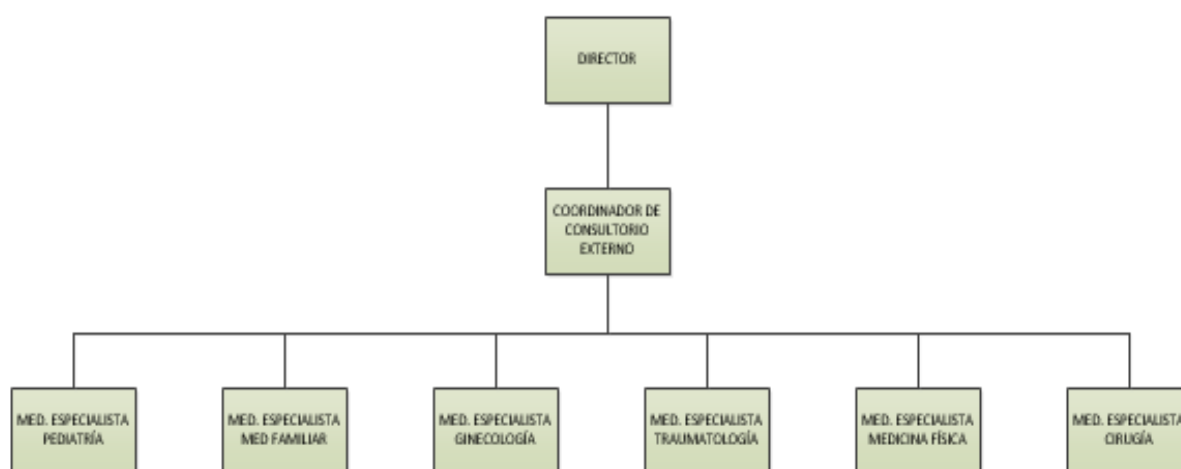 DIRECTOR
COORDINADOR DE
CONSULTORIO
EXTERNO
MED. ESPECIALISTA
PEDIATRÍA
MED. ESPECIALISTA
MED FAMILIAR
MED. ESPECIALISTA
GINECOLOGÍA
MED. ESPECIALISTA
TRAUMATOLOGÍA
MED. ESPECIALISTA
MEDICINA FÍSICA
MED. ESPECIALISTA
CIRUGÍA